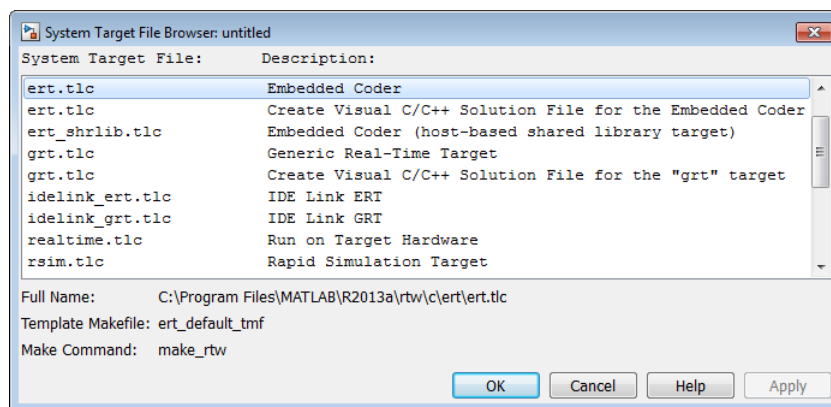 System Target File Browser: untitled
System Target File: Description:
ert.tlc Embedded Coder
ert.tlc Create Visual C/C++ Solution File for the Embedded Coder
ert_shrlib.tlc Embedded Coder (host-based shared library target)
grt.tlc Generic Real-Time Target
grt.tlc Create Visual C/C++ Solution File for the "grt" target
idelink_ert.tlc IDE Link ERT
idelink_grt.tlc IDE Link GRT
realtime.tlc Run on Target Hardware
rsim.tlc Rapid Simulation Target
Full Name: C:\Program Files\MATLAB\R2013a\rtw\c\ert\ert.tlc
Template Makefile: ert_default_tmf
Make Command: make_rtw
OK Cancel Help Apply